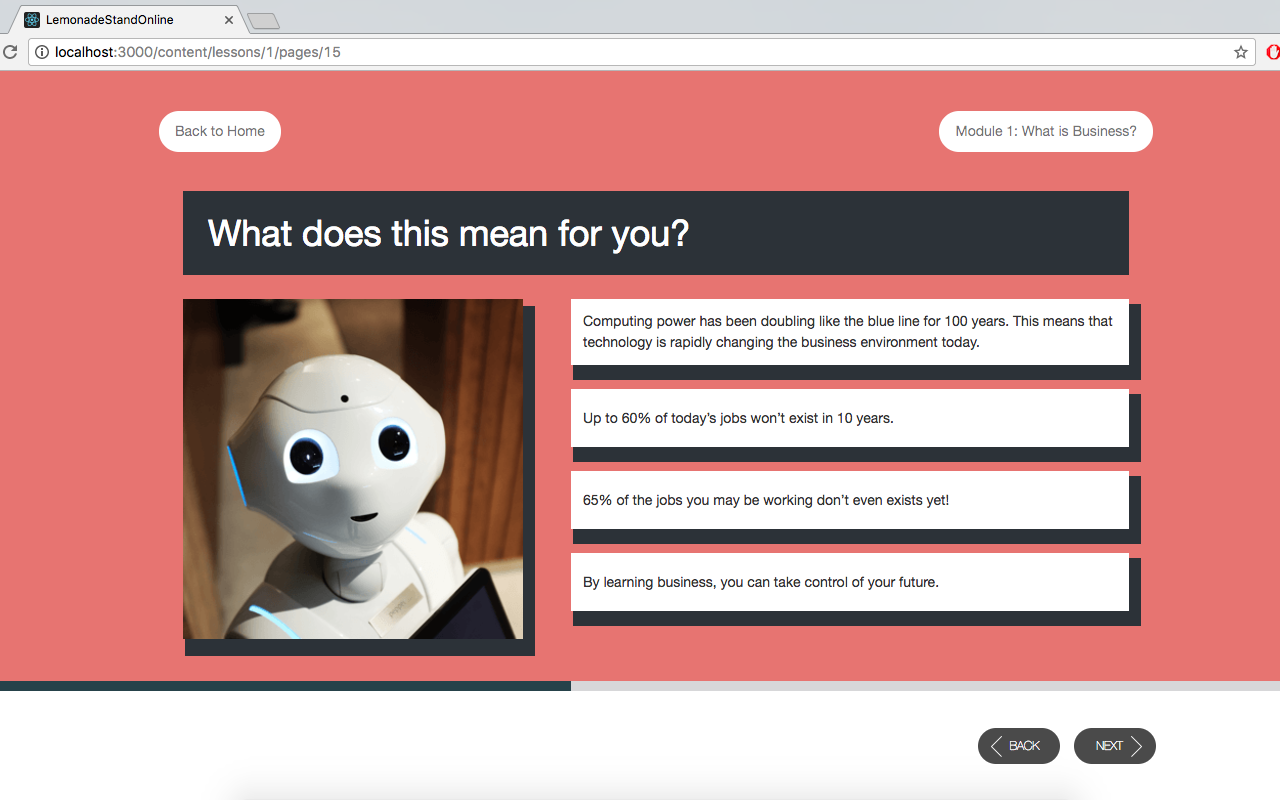 LemonadeStandOnline
localhost:3000/content/lessons/1/pages/15
Back to Home
Module 1: What is Business?
What does this mean for you?
Computing power has been doubling like the blue line for 100 years. This means that
technology is rapidly changing the business environment today.
Up to 60% of today’s jobs won’t exist in 10 years.
65% of the jobs you may be working don’t even exists yet!
By learning business, you can take control of your future.
BACK
NEXT